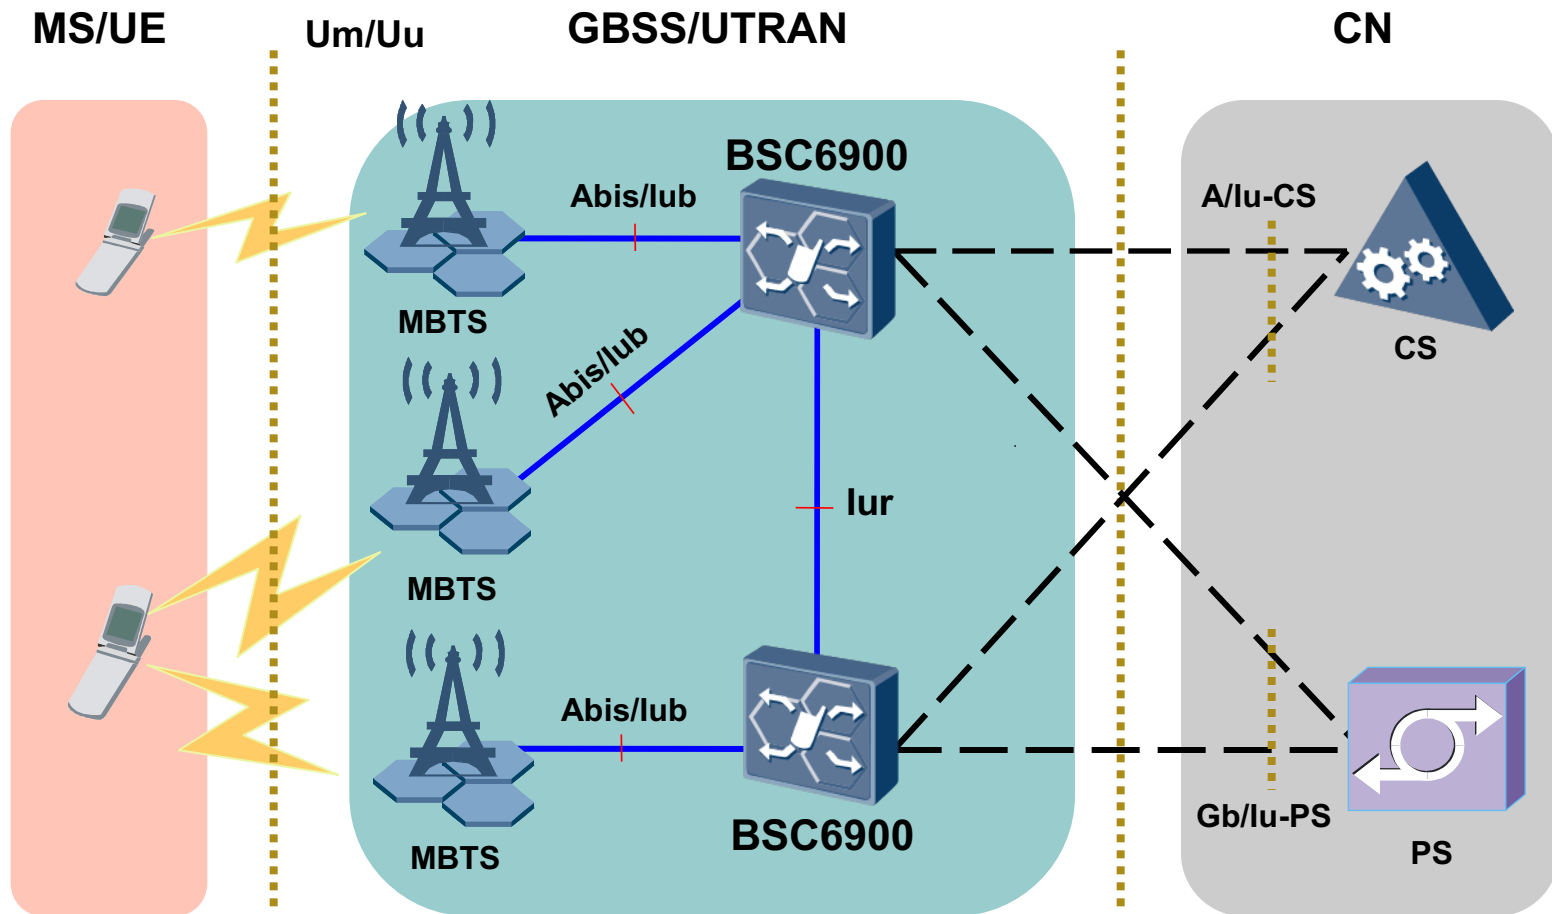 MS/UE
Um/Uu
GBSS/UTRAN
CN
BSC6900
Abis/Iub
A/Iu-CS
MBTS
Abis/Iub
CS
Iur
MBTS
Abis/Iub
Gb/Iu-PS
BSC6900
MBTS
PS